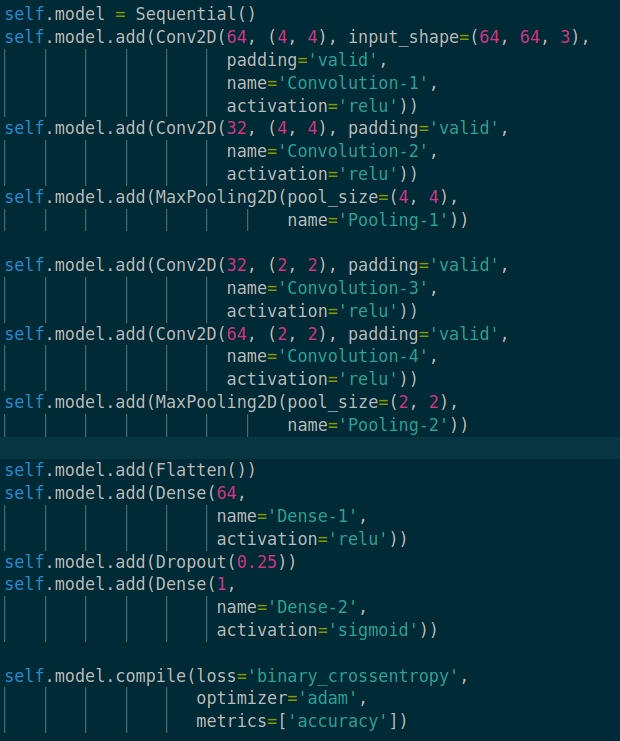 self.model = Sequential()
self.model.add(Conv2D(64, (4, 4), input_shape=(64, 64, 3),
padding='valid',
name='Convolution-1',
activation='relu'))
self.model.add(Conv2D(32, (4, 4), padding='valid',
name='Convolution-2',
activation='relu'))
self.model.add(MaxPooling2D(pool_size=(4, 4),
name='Pooling-1'))
self.model.add(Conv2D(32, (2, 2), padding='valid',
name='Convolution-3',
activation='relu'))
self.model.add(Conv2D(64, (2, 2), padding='valid',
name='Convolution-4',
activation='relu'))
self.model.add(MaxPooling2D(pool_size=(2, 2),
name='Pooling-2'))
self.model.add(Flatten())
self.model.add(Dense(64,
name='Dense-1',
activation='relu'))
self.model.add(Dropout(0.25))
self.model.add(Dense(1,
name='Dense-2',
activation='sigmoid'))
self.model.compile(loss='binary_crossentropy',
optimizer='adam',
metrics=['accuracy'])